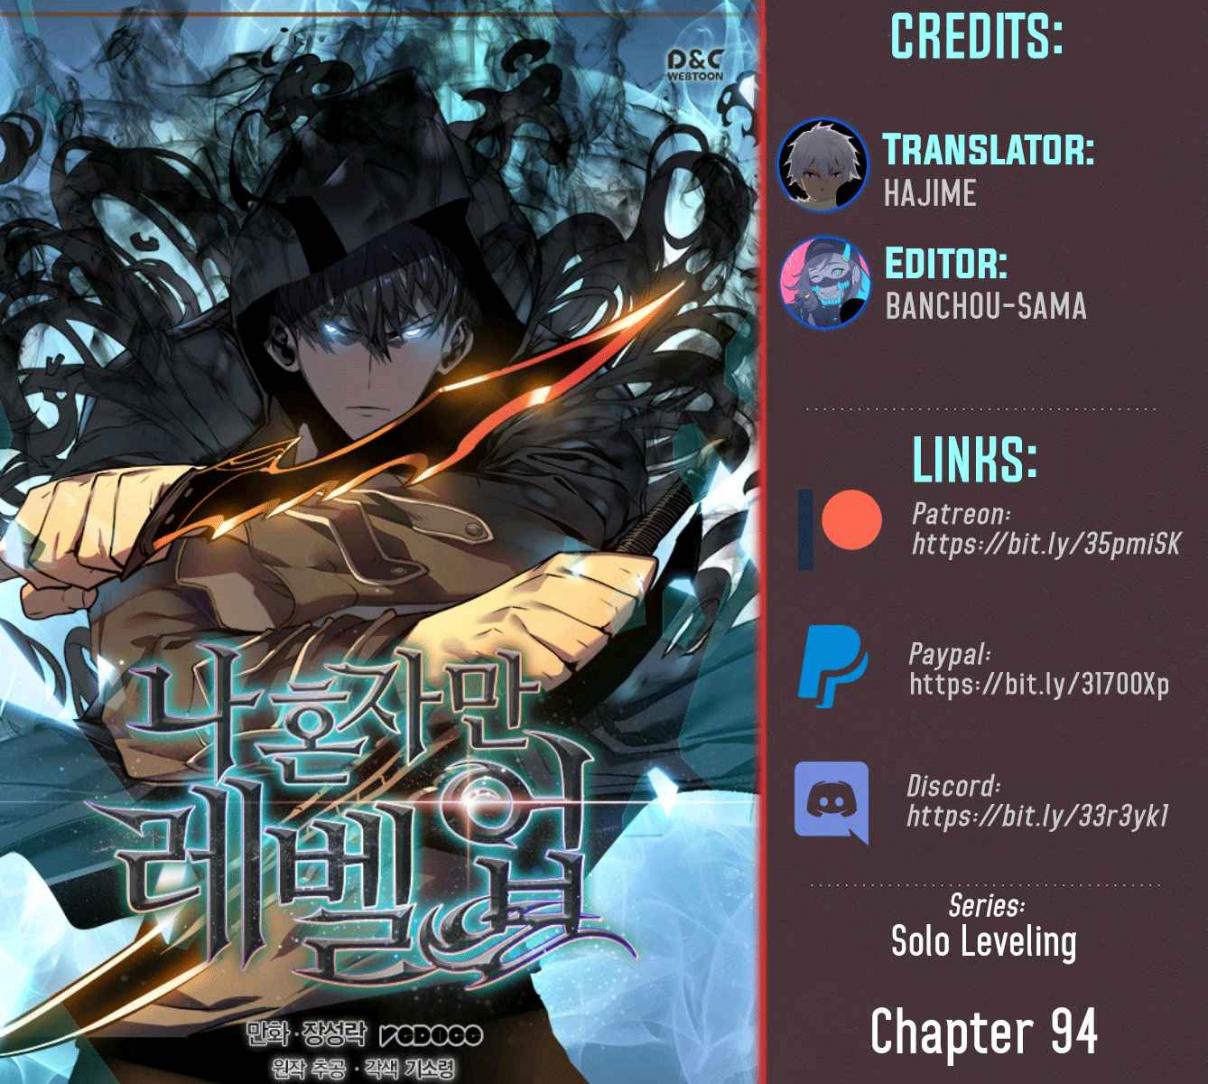 D&C
WEBTOON
나 혼자만
레벨업
만화·장성락 REDICE
원작 추공·각색 기소령
CREDITS:
TRANSLATOR:
HAJIME
EDITOR:
BANCHOU-SAMA
LINKS:
Patreon:
https://bit.ly/35pmiSK
Paypal:
https://bit.ly/31700Xp
Discord:
https://bit.ly/33r3yk1
Series:
Solo Leveling
Chapter 94